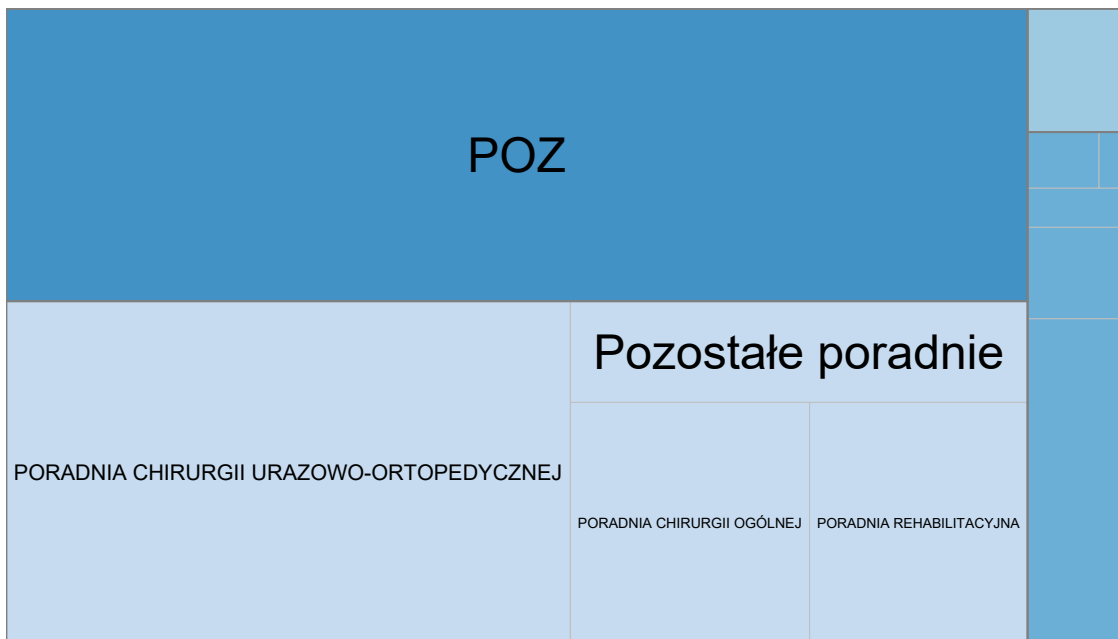 POZ
Pozostałe poradnie
PORADNIA CHIRURGII URAZOWO-ORTOPEDYCZNEJ
PORADNIA CHIRURGII OGÓLNEJ
PORADNIA REHABILITACYJNA